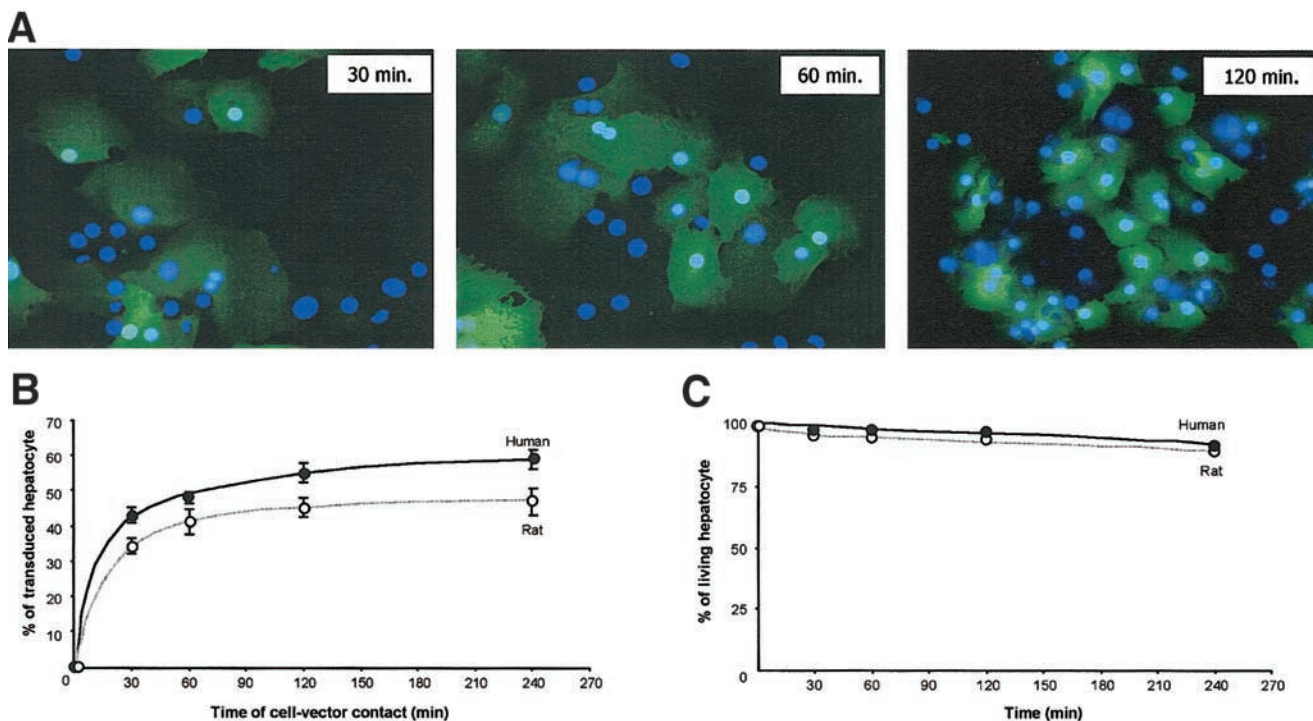 A
30 min.
60 min.
120 min.
B
% of transduced hepatocyte
70
60
50
40
30
20
10
0
30
60
90
120
150
180
210
240
270
Human
Rat
Time of cell-vector contact (min)
C
% of living hepatocyte
100
75
50
25
0
30
60
90
120
150
180
210
240
270
Human
Rat
Time (min)